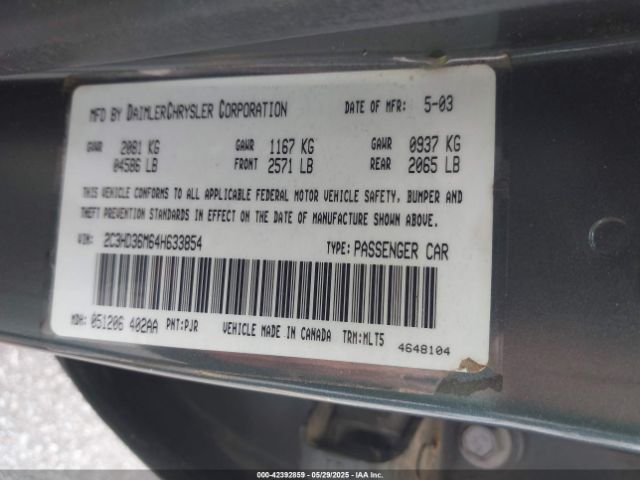 MFD BY DAIMLERCHRYSLER CORPORATION DATE OF MFR: 5-03
GAWR 2081 KG GAWR 1167 KG GAWR 0937 KG
04586 LB FRONT 2571 LB REAR 2065 LB
THIS VEHICLE CONFORMS TO ALL APPLICABLE FEDERAL MOTOR VEHICLE SAFETY, BUMPER AND
THEFT PREVENTION STANDARDS IN EFFECT ON THE DATE OF MANUFACTURE SHOWN ABOVE.
VIN: 2C3HD36M64H633854 TYPE: PASSENGER CAR
MDH: 051206 402AA PNT:PJR VEHICLE MADE IN CANADA TRM:MLT5
4648104
000-42392859 - 05/29/2025 - IAA Inc.